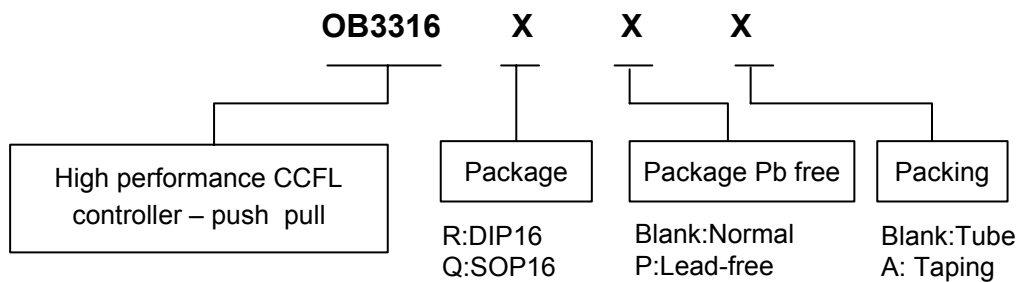 OB3316 X X X
High performance CCFL
controller – push pull
Package
R:DIP16
Q:SOP16
Package Pb free
Blank:Normal
P:Lead-free
Packing
Blank:Tube
A: Taping